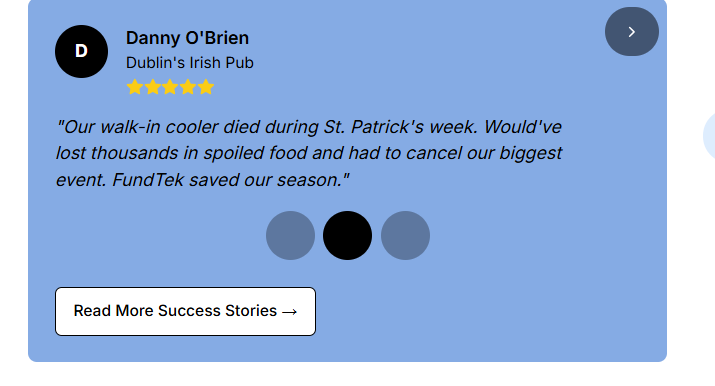 D
Danny O'Brien
Dublin's Irish Pub
"Our walk-in cooler died during St. Patrick's week. Would've
lost thousands in spoiled food and had to cancel our biggest
event. FundTek saved our season."
Read More Success Stories →